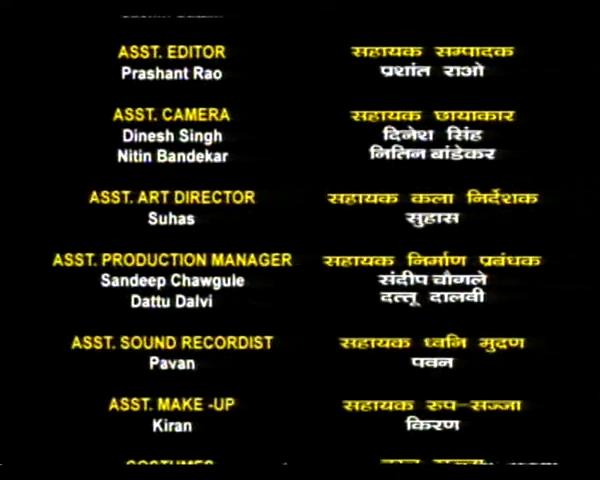 ASST. EDITOR सहायक सम्पादक
Prashant Rao प्रशांत राओ
ASST. CAMERA सहायक छायाकार
Dinesh Singh दिनेश सिंह
Nitin Bandekar नितिन बांडेकर
ASST. ART DIRECTOR सहायक कला निर्देशक
Suhas सुहास
ASST. PRODUCTION MANAGER सहायक निर्माण प्रबंधक
Sandeep Chawgule संदीप चौगले
Dattu Dalvi दत्तू दालवी
ASST. SOUND RECORDIST सहायक ध्वनि मुद्रण
Pavan पवन
ASST. MAKE -UP सहायक रुप-सज्जा
Kiran किरण
COSTUMES